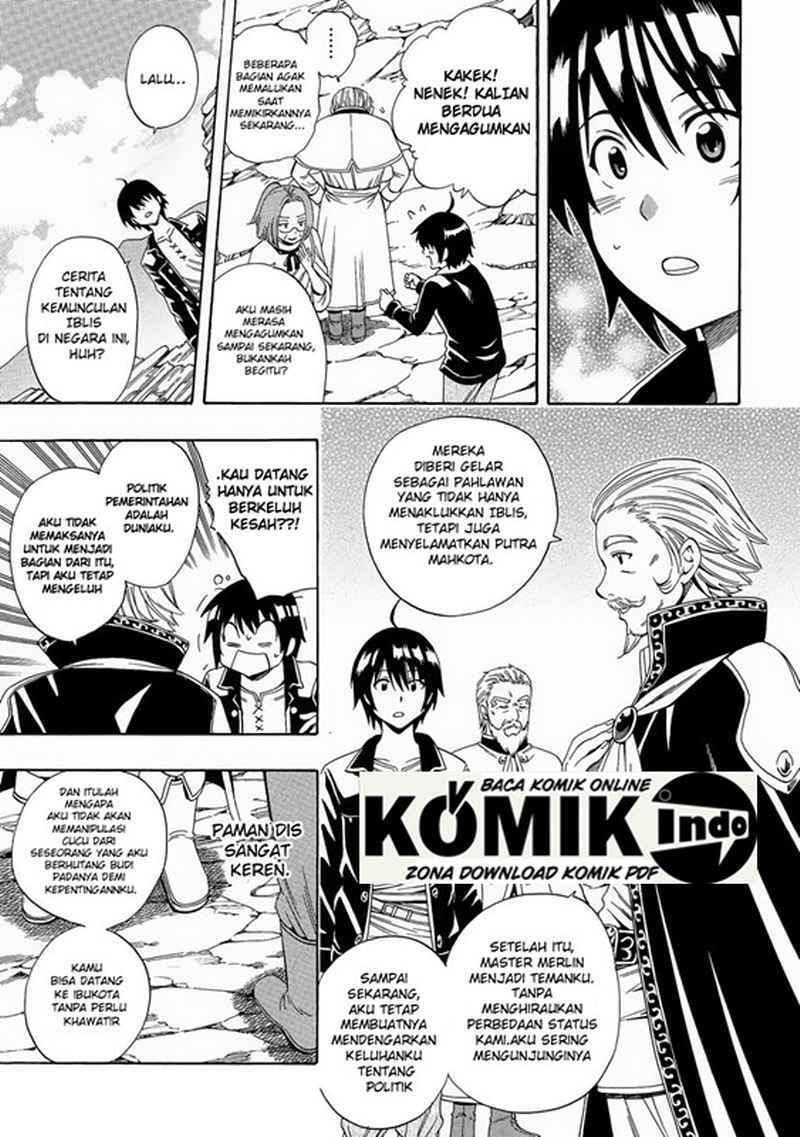 KAKEK!
NENEK! KALIAN
BERDUA
MENGAGUMKAN
......
BEBERAPA
BAGIAN AGAK
MEMALUKAN
SAAT
MEMIKIRKANNYA
SEKARANG...
AKU MASIH
MERASA
MENGAGUMKAN
SAMPAI SEKARANG,
BUKANKAH
BEGITU?
LALU...
CERITA
TENTANG
KEMUNCULAN
IBLIS
DI NEGARA INI,
HUH?
MEREKA
DIBERI GELAR
SEBAGAI PAHLAWAN
YANG TIDAK HANYA
MENAKLUKKAN IBLIS,
TETAPI JUGA
MENYELAMATKAN PUTRA
MAHKOTA.
SETELAH ITU,
MASTER MERLIN
MENJADI TEMANKU.
TANPA
MENGHIRAUKAN
PERBEDAAN STATUS
KAMI.AKU SERING
MENGUNJUNGINYA
SAMPAI
SEKARANG,
AKU TETAP
MEMBUATNYA
MENDENGARKAN
KELUHANKU
TENTANG
POLITIK
.KAU DATANG
HANYA UNTUK
BERKELUH
KESAH??!
POLITIK
PEMERINTAHAN
ADALAH
DUNIAKU.
AKU TIDAK
MEMAKSANYA
UNTUK MENJADI
BAGIAN DARI ITU,
TAPI AKU TETAP
MENGELUH
PAMAN DIS
SANGAT
KEREN.
DAN ITULAH
MENGAPA
AKU TIDAK AKAN
MEMANIPULASI
CUCU DARI
SESEORANG YANG AKU
BERHUTANG BUDI
PADANYA DEMI
KEPENTINGANNKU.
KAMU
BISA DATANG
KE IBUKOTA
TANPA PERLU
KHAWATIR
BACA KOMIK ONLINE
KOMIK indo
ZONA DOWNLOAD KOMIK PDF